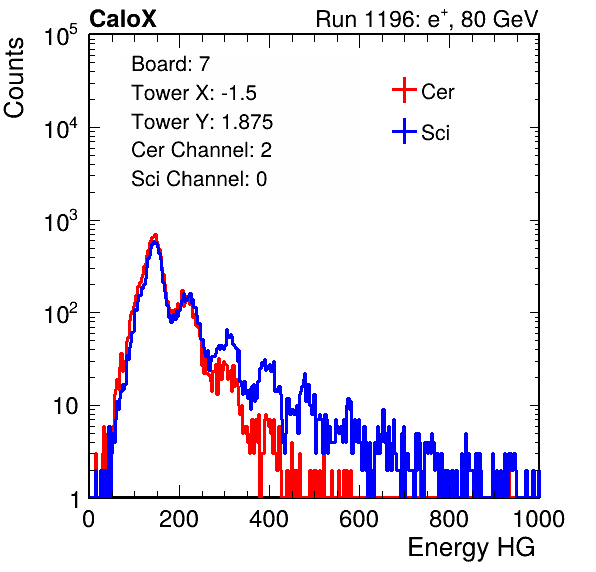 CaloX Run 1196: e⁺, 80 GeV
Counts
Board: 7
Tower X: -1.5
Tower Y: 1.875
Cer Channel: 2
Sci Channel: 0
Cer
Sci
10⁵
10⁴
10³
10²
10
1
0 200 400 600 800 1000
Energy HG